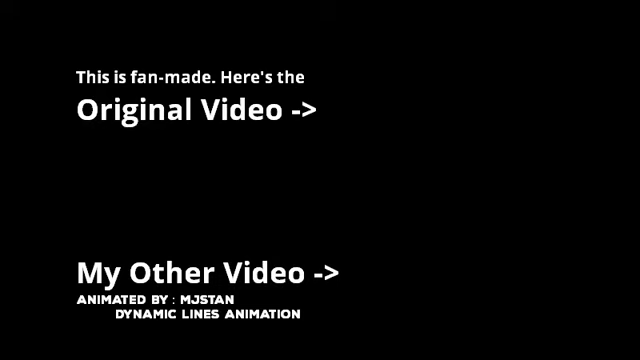 This is fan-made. Here's the
Original Video ->
My Other Video ->
ANIMATED BY : MJSTAN
DYNAMIC LINES ANIMATION